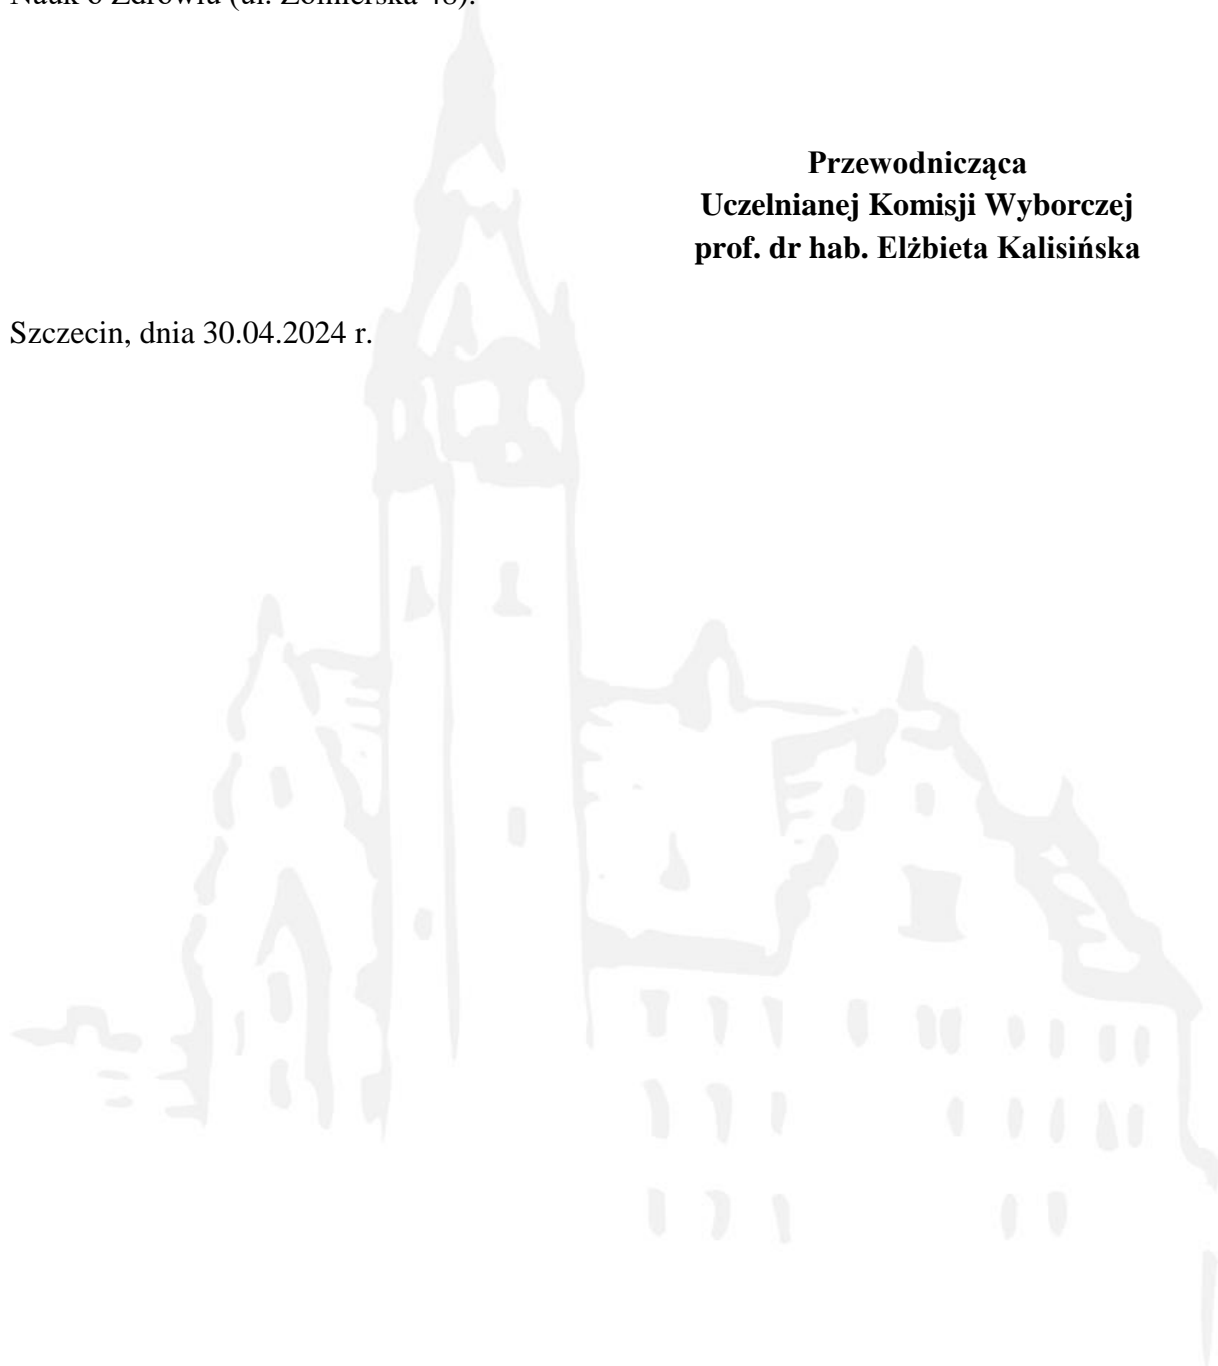 Nauk o Zdrowiu (ul. Żołnierska 48).
Przewodnicząca
Uczelnianej Komisji Wyborczej
prof. dr hab. Elżbieta Kalisińska
Szczecin, dnia 30.04.2024 r.